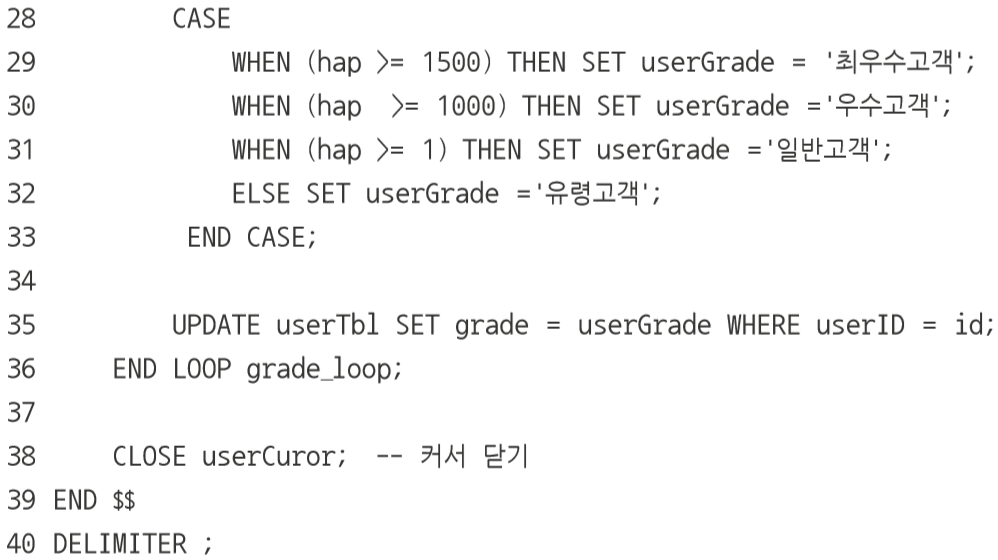 28         CASE
29             WHEN (hap >= 1500) THEN SET userGrade = '최우수고객';
30             WHEN (hap  >= 1000) THEN SET userGrade ='우수고객';
31             WHEN (hap >= 1) THEN SET userGrade ='일반고객';
32             ELSE SET userGrade ='유령고객';
33          END CASE;
34
35         UPDATE userTbl SET grade = userGrade WHERE userID = id;
36     END LOOP grade_loop;
37
38     CLOSE userCuror;  -- 커서 닫기
39 END $$
40 DELIMITER ;